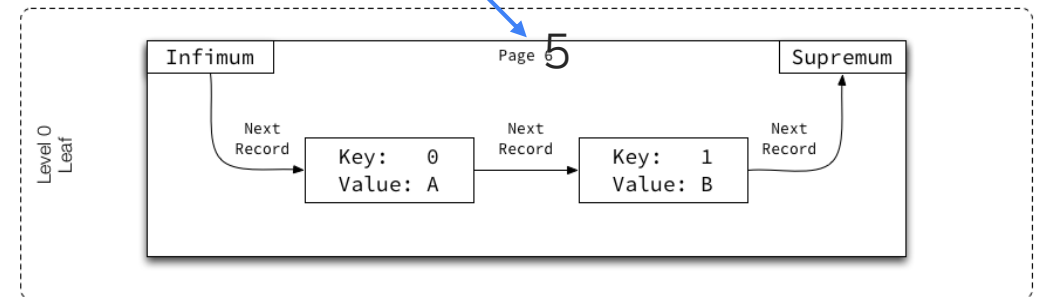 Infimum
Page 6
5
Supremum
Next
Record
Next
Record
Next
Record
Key: 0
Value: A
Key: 1
Value: B
Level 0
Leaf